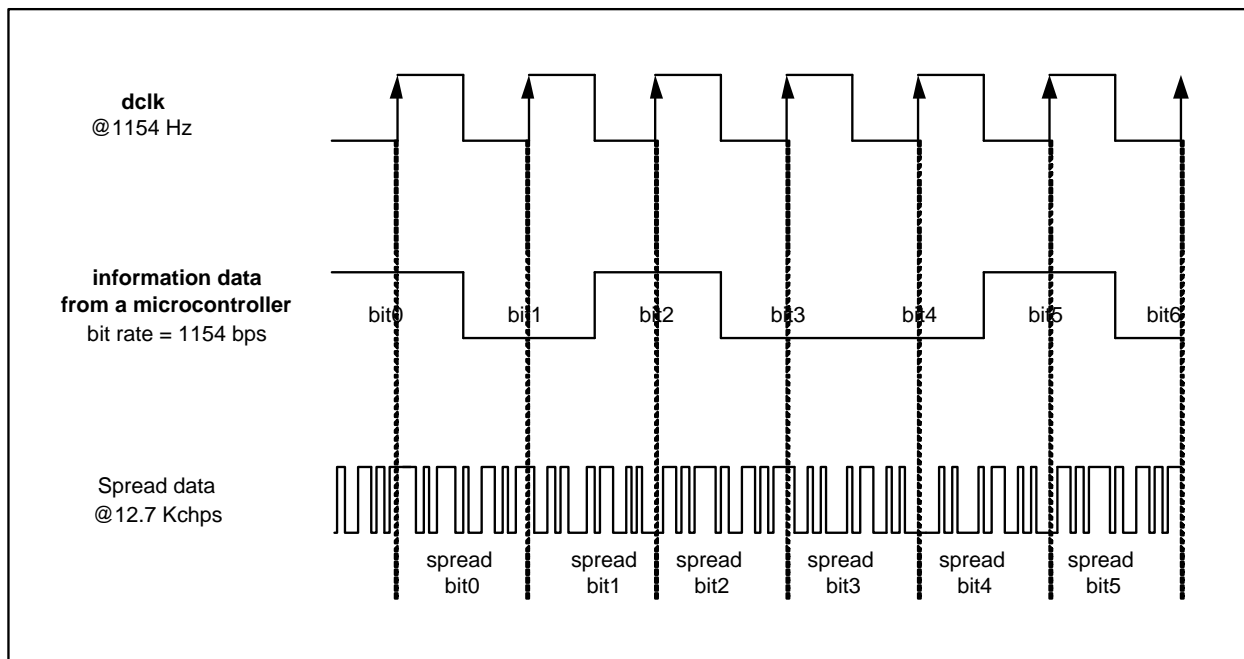 dclk
@1154 Hz
information data
from a microcontroller
bit rate = 1154 bps
bit0
bit1
bit2
bit3
bit4
bit5
bit6
Spread data
@12.7 Kchps
spread
bit0
spread
bit1
spread
bit2
spread
bit3
spread
bit4
spread
bit5